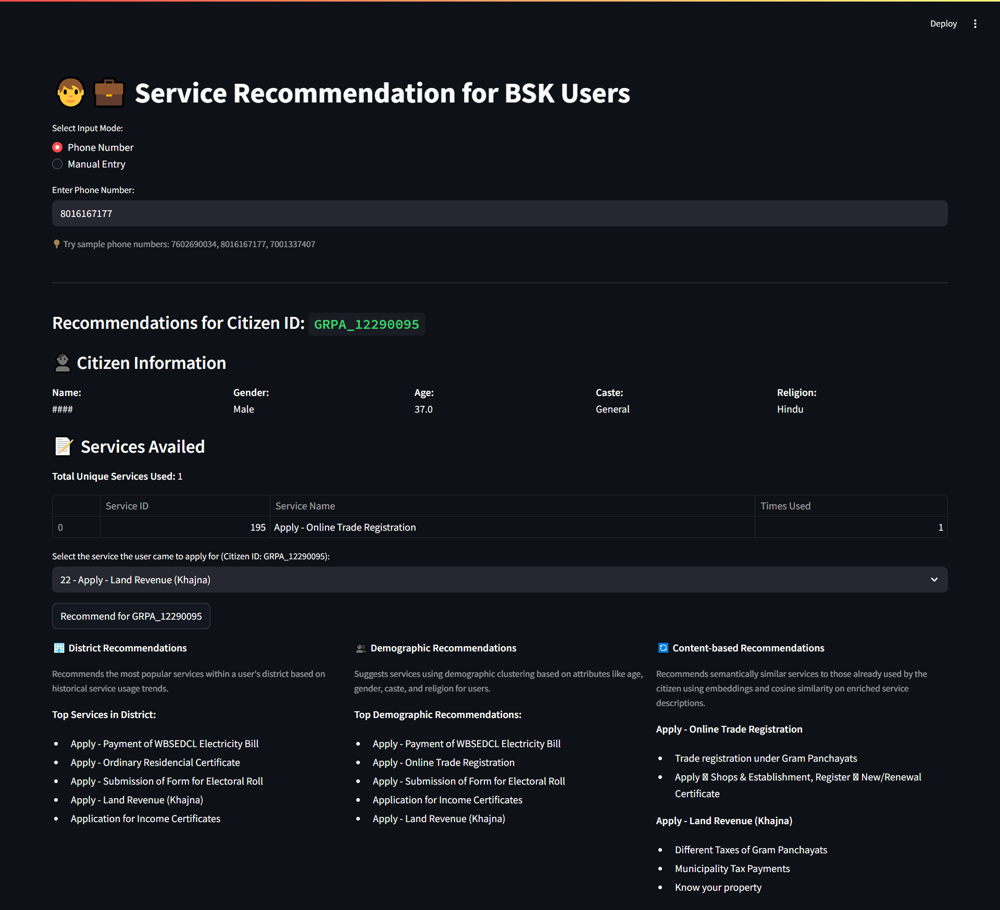 Deploy
Service Recommendation for BSK Users
Select Input Mode:
Phone Number
Manual Entry
Enter Phone Number:
8016167177
Try sample phone numbers: 7602690034, 8016167177, 7001337407
Recommendations for Citizen ID: GRPA_12290095
Citizen Information
Name: Gender: Age: Caste: Religion:
#### Male 37.0 General Hindu
Services Availed
Total Unique Services Used: 1
Service ID Service Name Times Used
0 195 Apply - Online Trade Registration 1
Select the service the user came to apply for (Citizen ID: GRPA_12290095):
22 - Apply - Land Revenue (Khajna)
Recommend for GRPA_12290095
District Recommendations
Recommends the most popular services within a user's district based on
historical service usage trends.
Top Services in District:
• Apply - Payment of WBSEDCL Electricity Bill
• Apply - Ordinary Residencial Certificate
• Apply - Submission of Form for Electoral Roll
• Apply - Land Revenue (Khajna)
• Application for Income Certificates
Demographic Recommendations
Suggests services using demographic clustering based on attributes like age,
gender, caste, and religion for users.
Top Demographic Recommendations:
• Apply - Payment of WBSEDCL Electricity Bill
• Apply - Online Trade Registration
• Apply - Submission of Form for Electoral Roll
• Application for Income Certificates
• Apply - Land Revenue (Khajna)
Content-based Recommendations
Recommends semantically similar services to those already used by the
citizen using embeddings and cosine similarity on enriched service
descriptions.
Apply - Online Trade Registration
• Trade registration under Gram Panchayats
• Apply Shops & Establishment, Register New/Renewal
Certificate
Apply - Land Revenue (Khajna)
• Different Taxes of Gram Panchayats
• Municipality Tax Payments
• Know your property